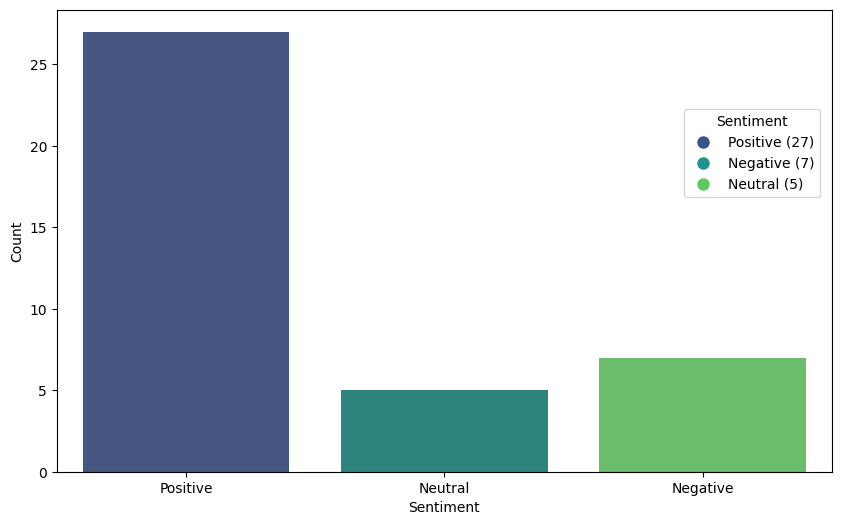 25
20
15
10
5
0
Count
Sentiment
Positive (27)
Negative (7)
Neutral (5)
Positive
Neutral
Negative
Sentiment